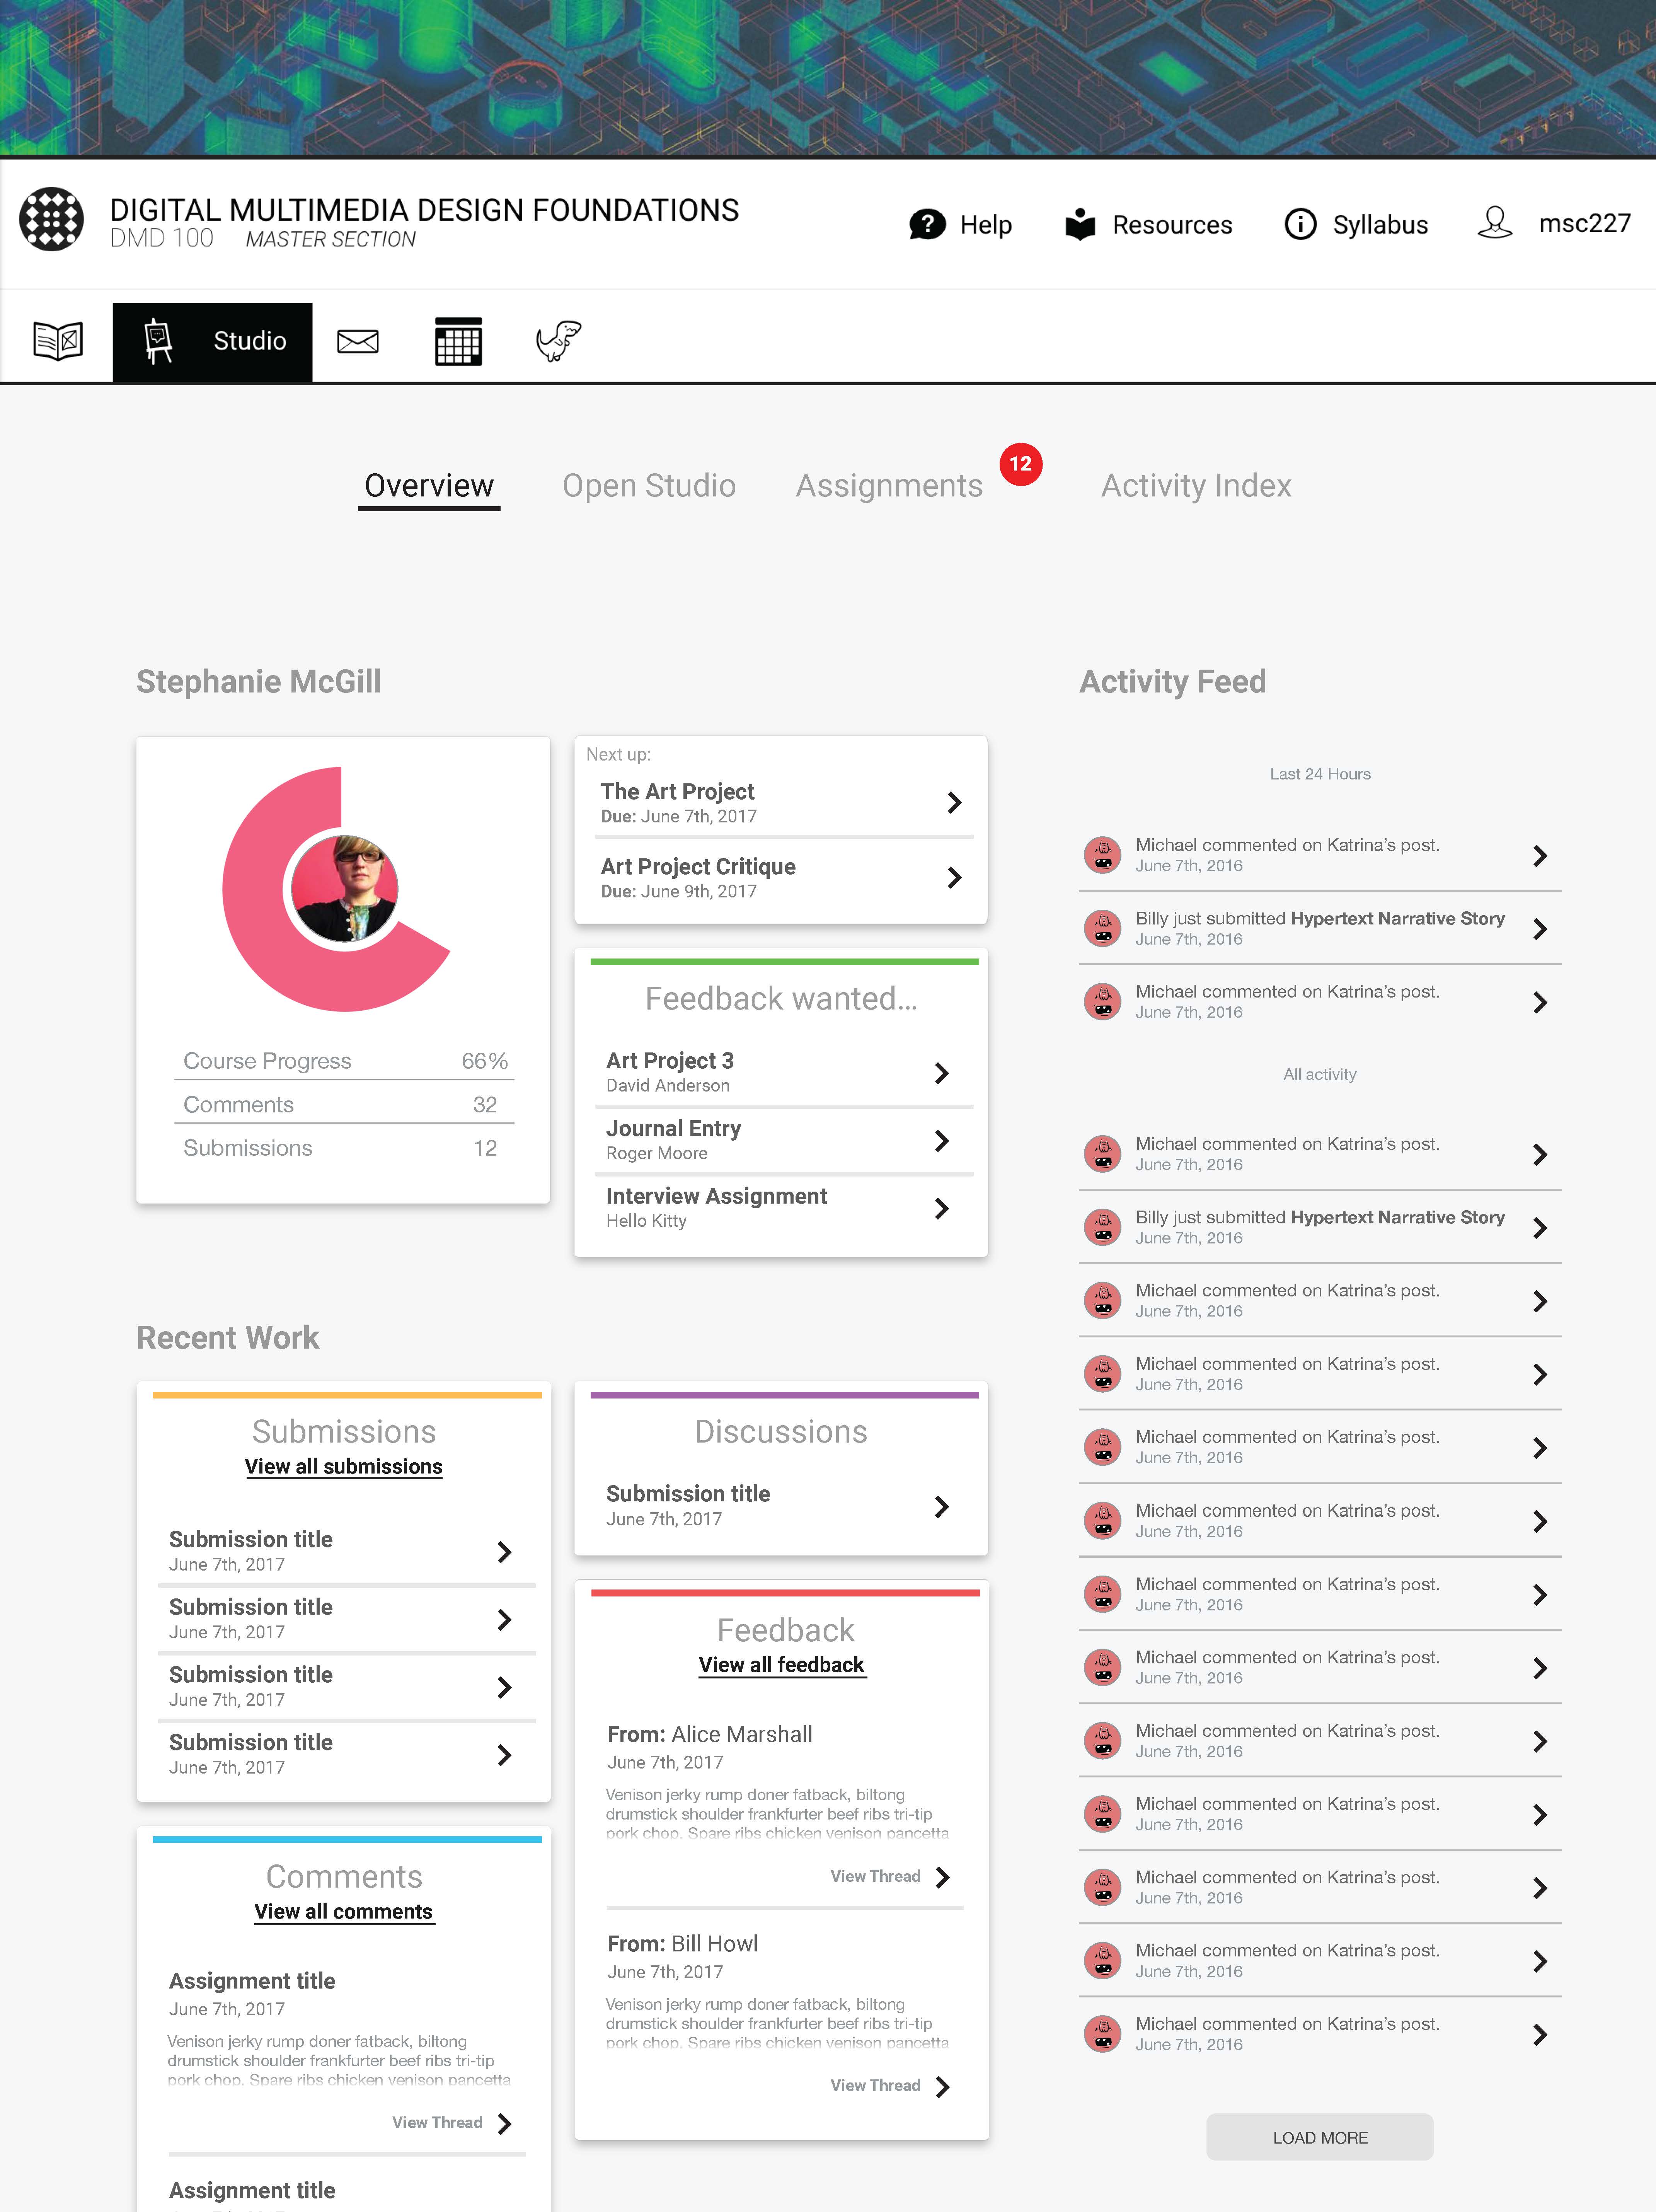 DIGITAL MULTIMEDIA DESIGN FOUNDATIONS
DMD 100 MASTER SECTION
Help
Resources
Syllabus
msc227
Studio
Overview
Open Studio
Assignments
12
Activity Index
Stephanie McGill
Course Progress 66%
Comments 32
Submissions 12
Next up:
The Art Project
Due: June 7th, 2017
Art Project Critique
Due: June 9th, 2017
Feedback wanted...
Art Project 3
David Anderson
Journal Entry
Roger Moore
Interview Assignment
Hello Kitty
Recent Work
Submissions
View all submissions
Submission title
June 7th, 2017
Submission title
June 7th, 2017
Submission title
June 7th, 2017
Submission title
June 7th, 2017
Comments
View all comments
Assignment title
June 7th, 2017
Venison jerky rump doner fatback, biltong
drumstick shoulder frankfurter beef ribs tri-tip
pork chop. Spare ribs chicken venison pancetta
View Thread
Assignment title
Discussions
Submission title
June 7th, 2017
Feedback
View all feedback
From: Alice Marshall
June 7th, 2017
Venison jerky rump doner fatback, biltong
drumstick shoulder frankfurter beef ribs tri-tip
pork chop. Spare ribs chicken venison pancetta
View Thread
From: Bill Howl
June 7th, 2017
Venison jerky rump doner fatback, biltong
drumstick shoulder frankfurter beef ribs tri-tip
pork chop. Spare ribs chicken venison pancetta
View Thread
Activity Feed
Last 24 Hours
Michael commented on Katrina’s post.
June 7th, 2016
Billy just submitted Hypertext Narrative Story
June 7th, 2016
Michael commented on Katrina’s post.
June 7th, 2016
All activity
Michael commented on Katrina’s post.
June 7th, 2016
Billy just submitted Hypertext Narrative Story
June 7th, 2016
Michael commented on Katrina’s post.
June 7th, 2016
Michael commented on Katrina’s post.
June 7th, 2016
Michael commented on Katrina’s post.
June 7th, 2016
Michael commented on Katrina’s post.
June 7th, 2016
Michael commented on Katrina’s post.
June 7th, 2016
Michael commented on Katrina’s post.
June 7th, 2016
Michael commented on Katrina’s post.
June 7th, 2016
Michael commented on Katrina’s post.
June 7th, 2016
Michael commented on Katrina’s post.
June 7th, 2016
Michael commented on Katrina’s post.
June 7th, 2016
Michael commented on Katrina’s post.
June 7th, 2016
LOAD MORE